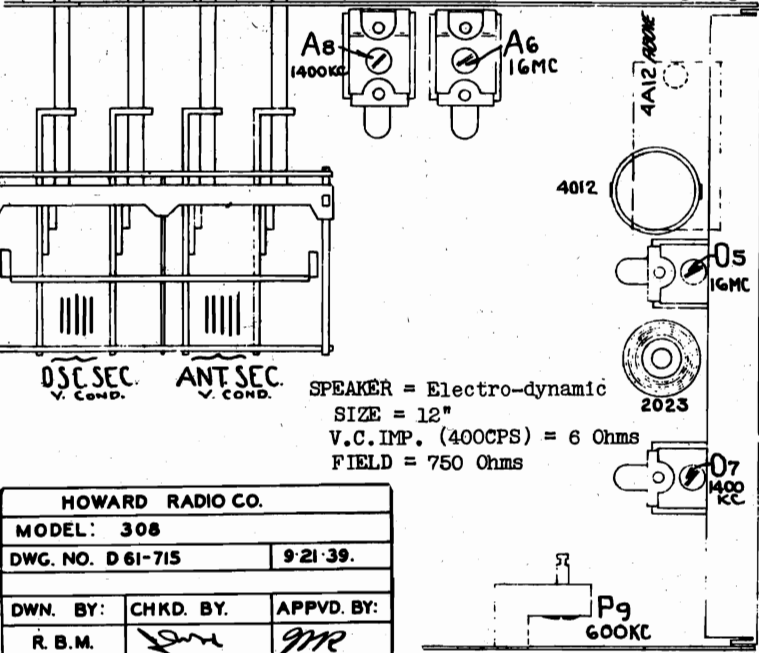 A8
1400KC
A6
16MC
4A12 ABOVE
4012
O5
16MC
2023
OSC SEC.
V. COND.
ANT. SEC.
V. COND.
SPEAKER = Electro-dynamic
SIZE = 12"
V.C.IMP. (400CPS) = 6 Ohms
FIELD = 750 Ohms
O7
1400
KC
P9
600KC
HOWARD RADIO CO.
MODEL: 308
DWG. NO. D 61-715 9-21-39.
DWN. BY: CHKD. BY. APPVD. BY:
R. B. M.